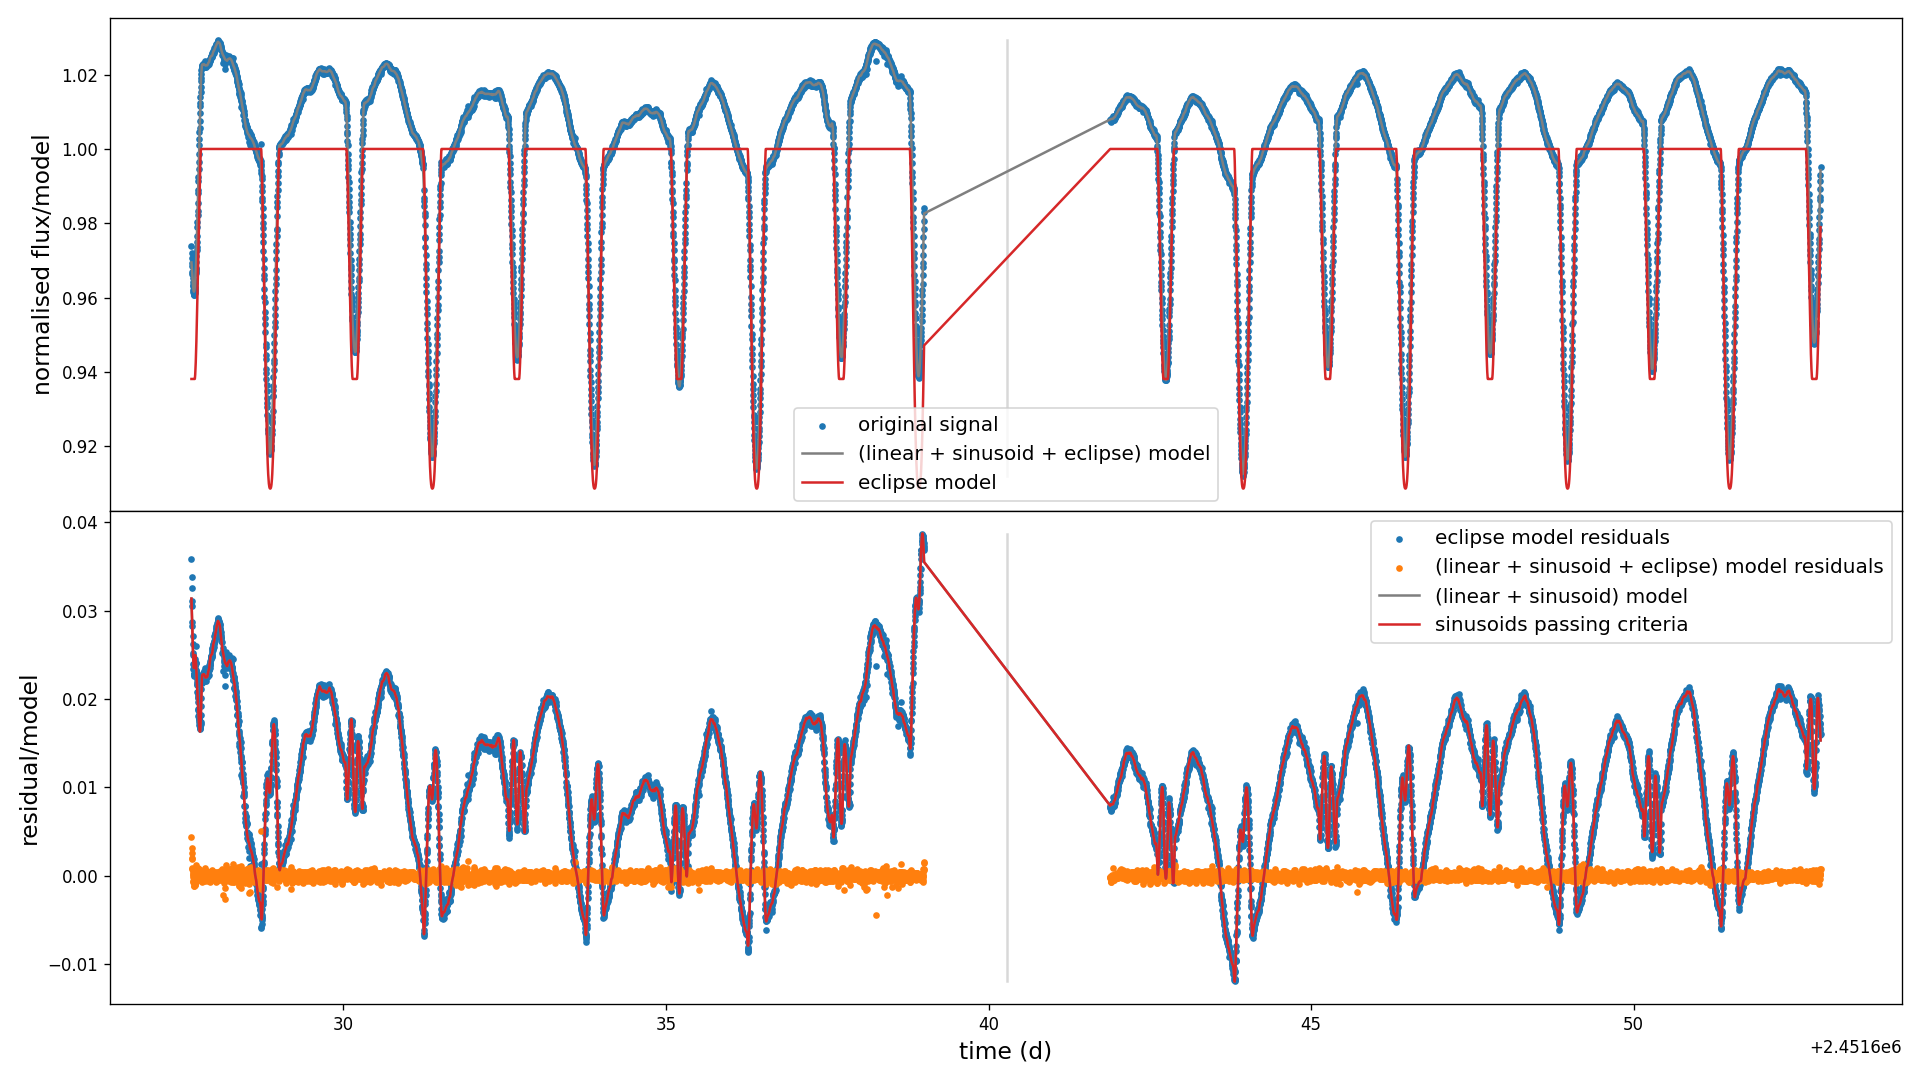 normalised flux/model
1.02
1.00
0.98
0.96
0.94
0.92
original signal
(linear + sinusoid + eclipse) model
eclipse model
residual/model
0.04
0.03
0.02
0.01
0.00
−0.01
eclipse model residuals
(linear + sinusoid + eclipse) model residuals
(linear + sinusoid) model
sinusoids passing criteria
30 35 40 45 50
time (d)
+2.4516e6